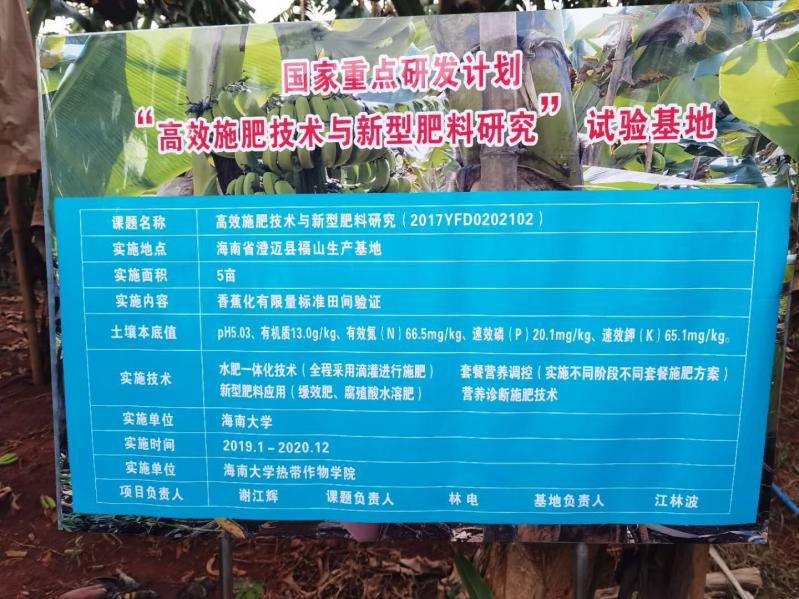 国家重点研发计划
“高效施肥技术与新型肥料研究” 试验基地
课题名称 高效施肥技术与新型肥料研究（2017YFD0202102）
实施地点 海南省澄迈县福山生产基地
实施面积 5亩
实施内容 香蕉化有限量标准田间验证
土壤本底值 pH5.03、有机质13.0g/kg、有效氮（N）66.5mg/kg、速效磷（P）20.1mg/kg、速效钾（K）65.1mg/kg。
实施技术 水肥一体化技术（全程采用滴灌进行施肥） 套餐营养调控（实施不同阶段不同套餐施肥方案）
新型肥料应用（缓效肥、腐殖酸水溶肥） 营养诊断施肥技术
实施单位 海南大学
实施时间 2019.1－2020.12
实施单位 海南大学热带作物学院
项目负责人 谢江辉 课题负责人 林电 基地负责人 江林波